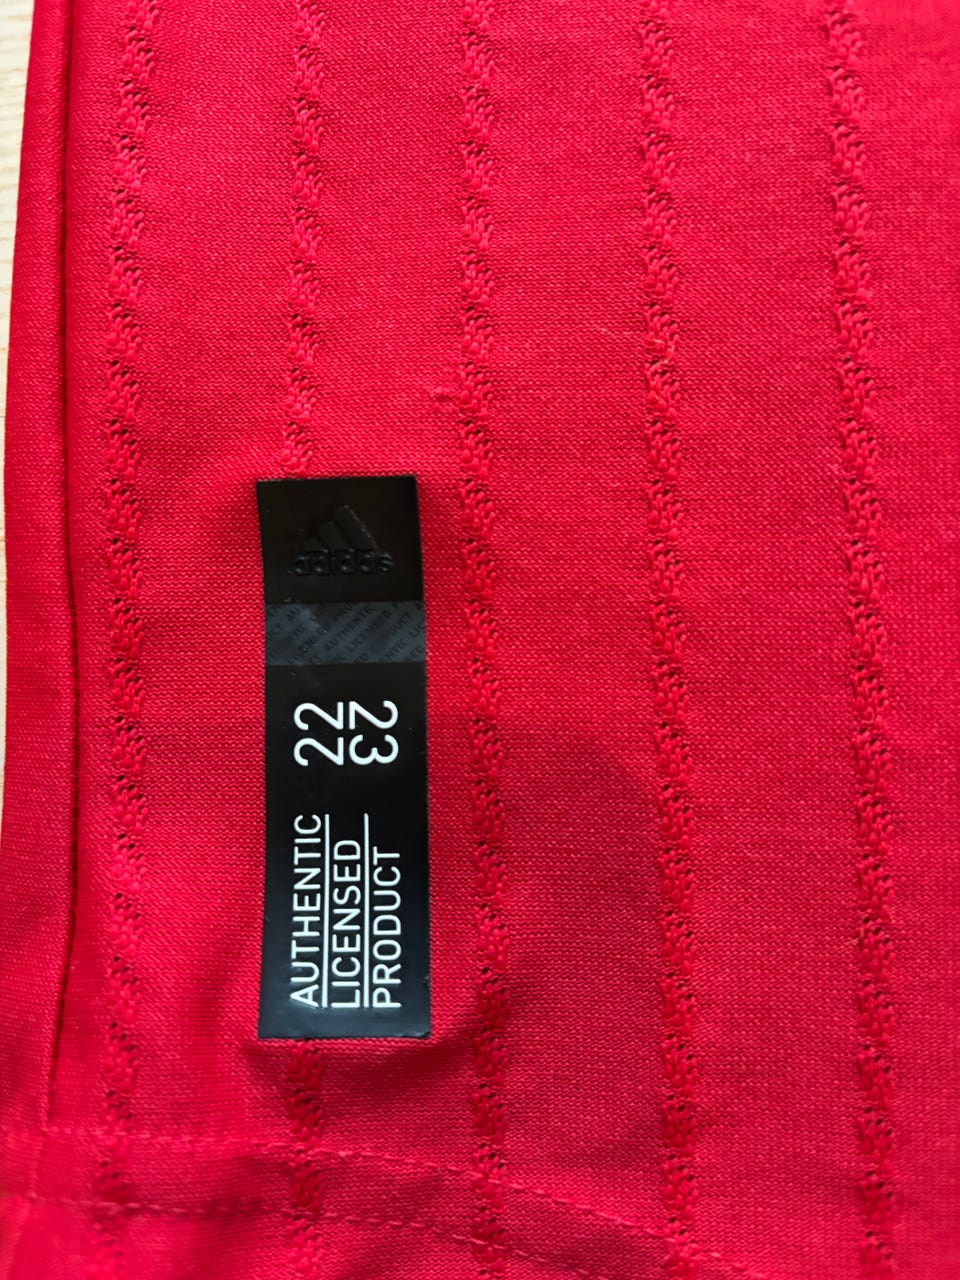 adidas
AUTHENTIC
LICENSED
PRODUCT
22
23